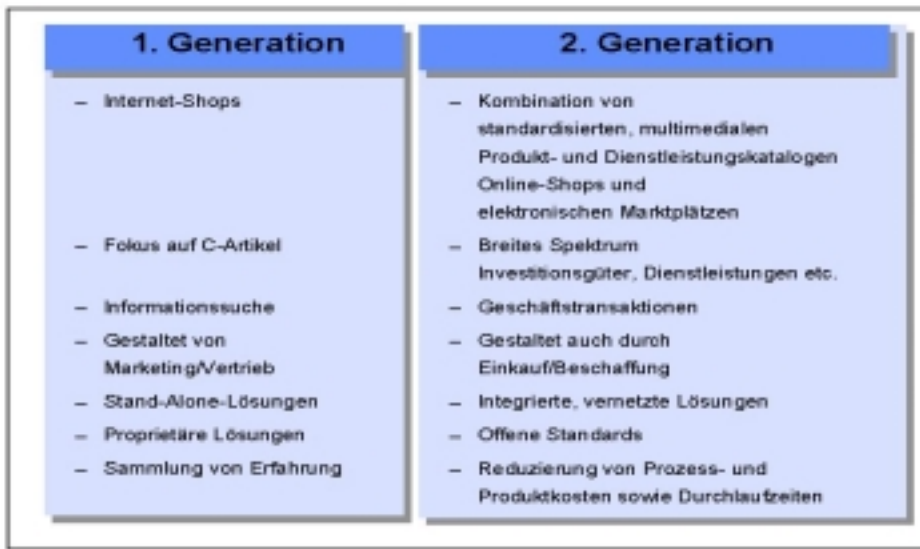 1. Generation
– Internet-Shops
– Fokus auf C-Artikel
– Informationssuche
– Gestaltet von
Marketing/Vertrieb
– Stand-Alone-Lösungen
– Proprietäre Lösungen
– Sammlung von Erfahrung
2. Generation
– Kombination von
standardisierten, multimedialen
Produkt- und Dienstleistungskatalogen
Online-Shops und
elektronischen Marktplätzen
– Breites Spektrum
Investitionsgüter, Dienstleistungen etc.
– Geschäftstransaktionen
– Gestaltet auch durch
Einkauf/Beschaffung
– Integrierte, vernetzte Lösungen
– Offene Standards
– Reduzierung von Prozess- und
Produktkosten sowie Durchlaufzeiten